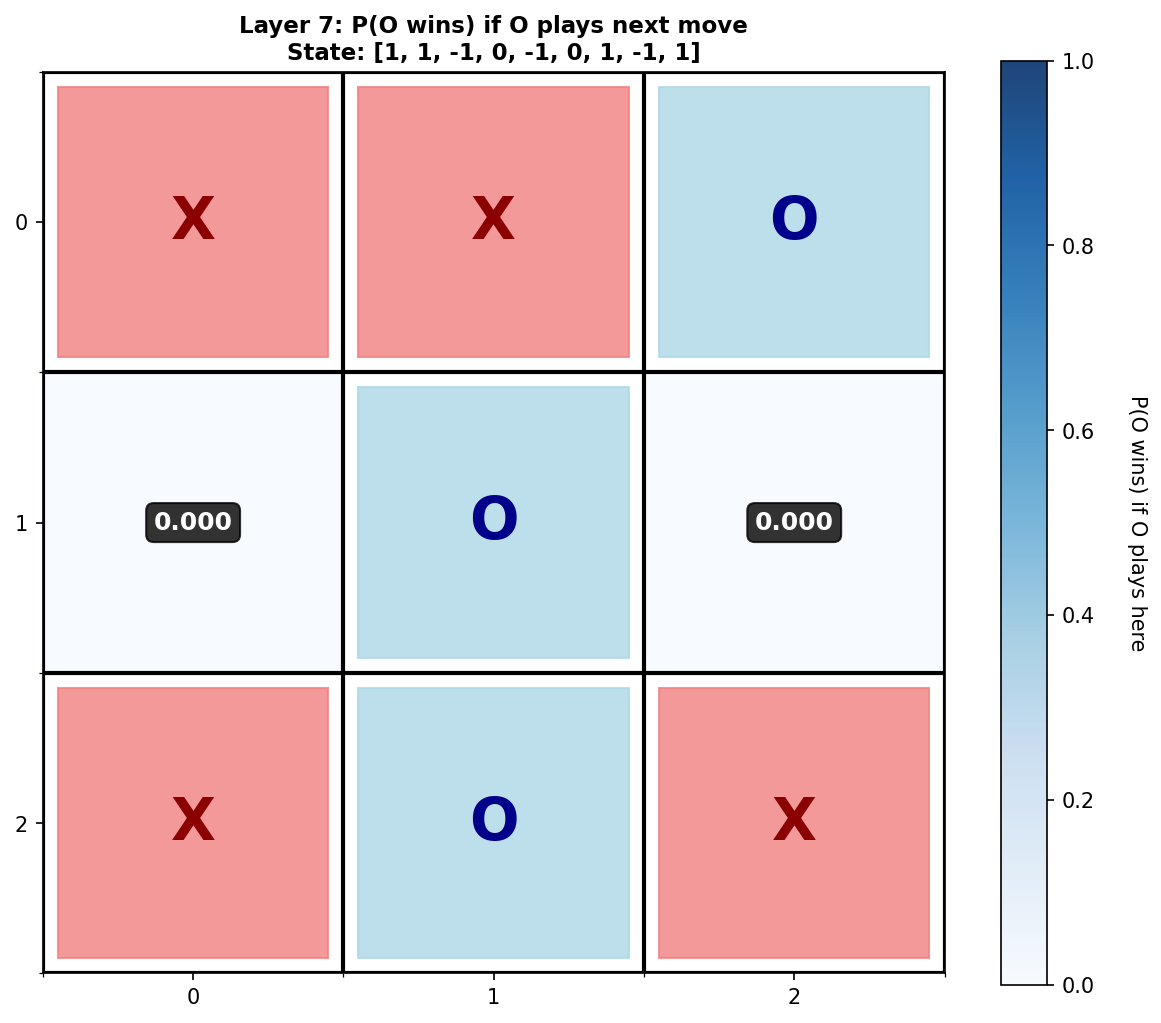 Layer 7: P(O wins) if O plays next move
State: [1, 1, -1, 0, -1, 0, 1, -1, 1]
0
X
X
O
1
0.000
O
0.000
2
X
O
X
0
1
2
1.0
0.8
0.6
0.4
0.2
0.0
P(O wins) if O plays here